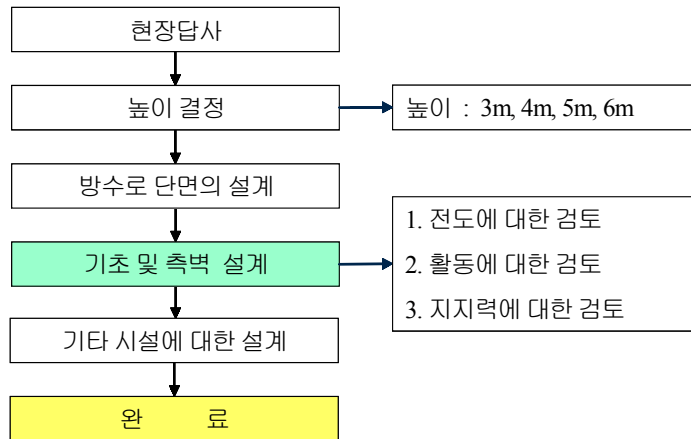 현장답사
높이 결정
높이 : 3m, 4m, 5m, 6m
방수로 단면의 설계
기초 및 측벽 설계
1. 전도에 대한 검토
2. 활동에 대한 검토
3. 지지력에 대한 검토
기타 시설에 대한 설계
완 료